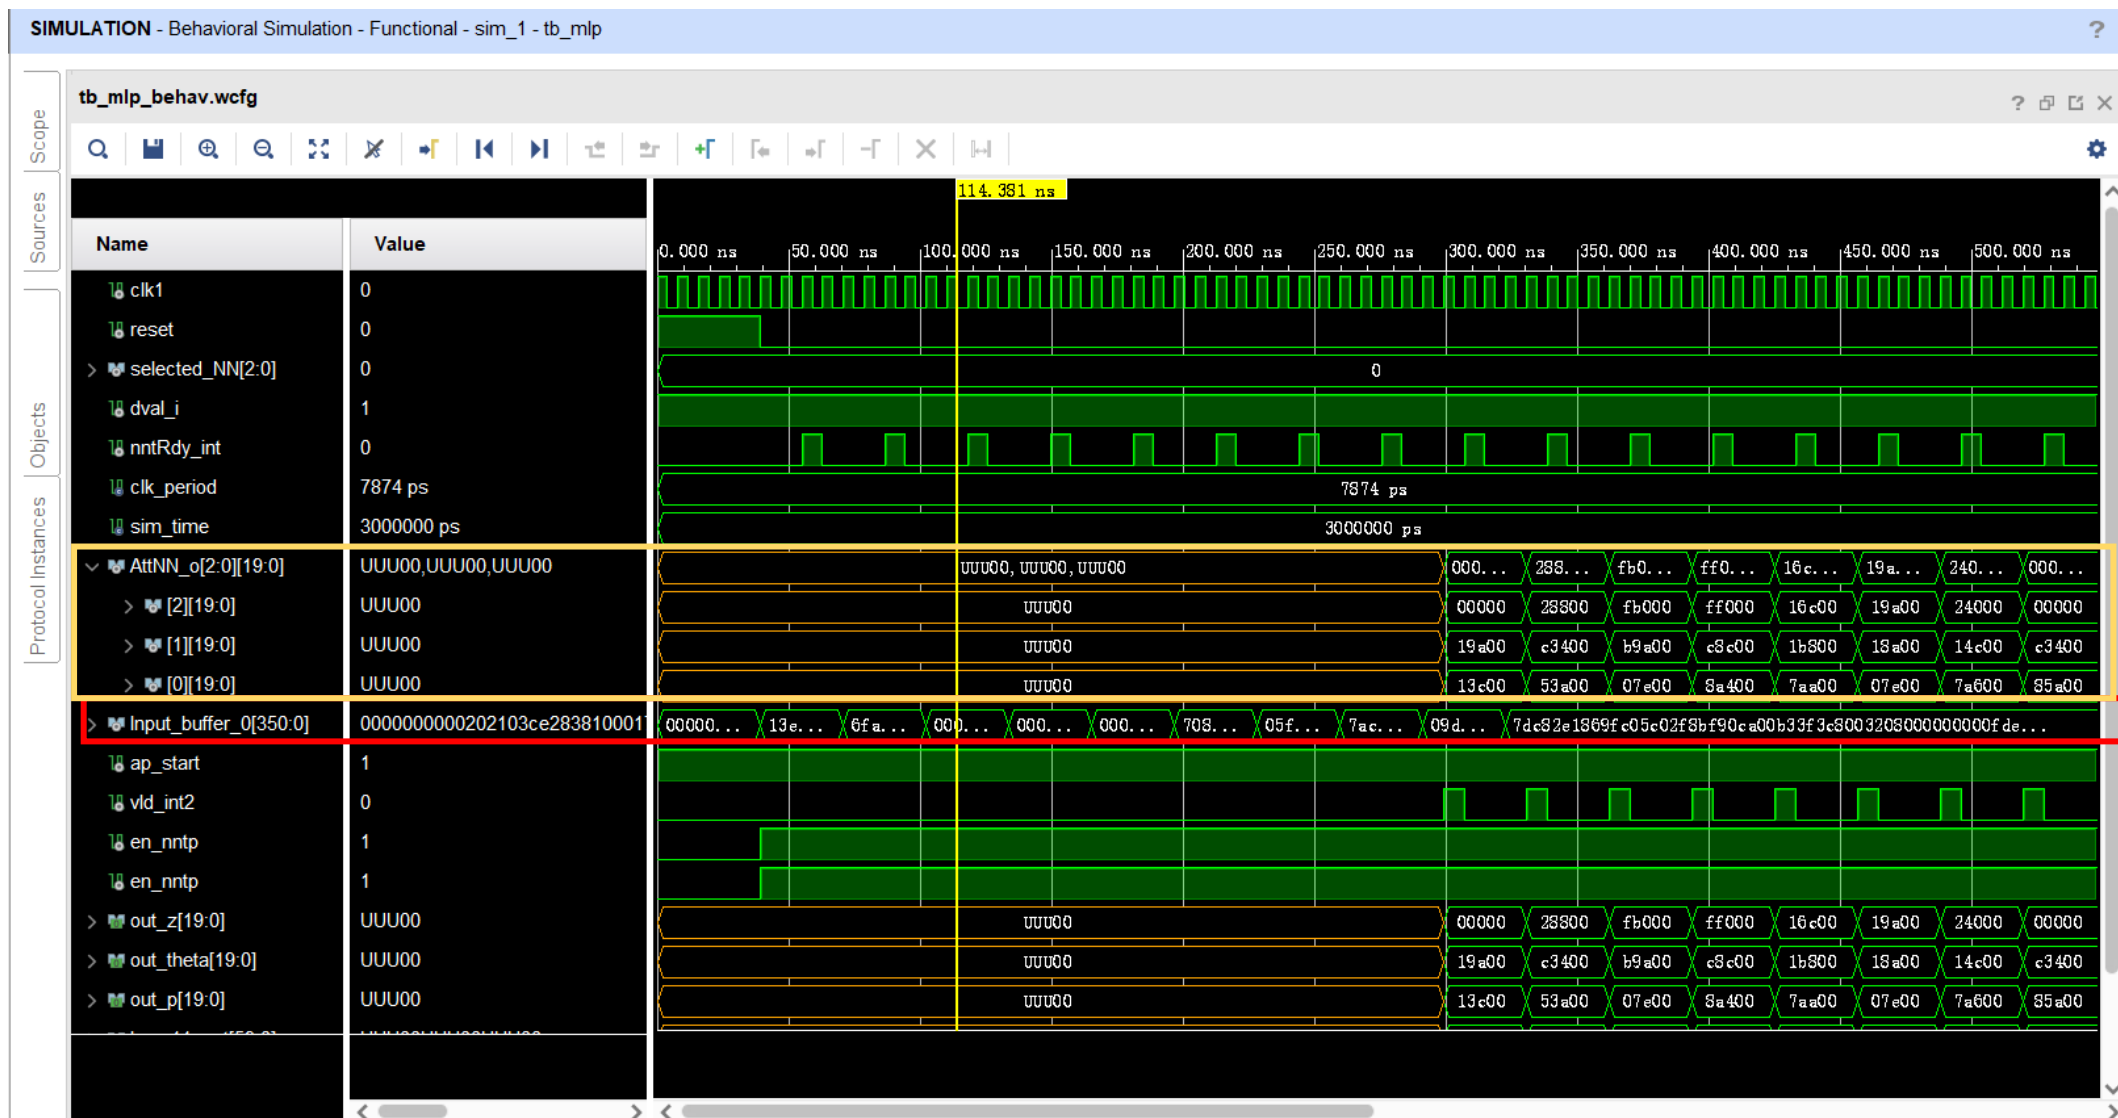 SIMULATION - Behavioral Simulation - Functional - sim_1 - tb_mlp
?
Scope
Sources
Objects
Protocol Instances
tb_mlp_behav.wcfg
?
114.381 ns
Name Value 0.000 ns 50.000 ns 100.000 ns 150.000 ns 200.000 ns 250.000 ns 300.000 ns 350.000 ns 400.000 ns 450.000 ns 500.000 ns
clk1 0
reset 0
selected_NN[2:0] 0 0
dval_i 1
nntRdy_int 0
clk_period 7874 ps 7874 ps
sim_time 3000000 ps 3000000 ps
AttNN_o[2:0][19:0] UUU00,UUU00,UUU00 UUU00,UUU00,UUU00 000... 288... fb0... ff0... 16c... 19a... 240... 000...
[2][19:0] UUU00 UUU00 00000 28800 fb000 ff000 16c00 19a00 24000 00000
[1][19:0] UUU00 UUU00 19a00 c3400 b9a00 c8c00 1b800 18a00 14c00 c3400
[0][19:0] UUU00 UUU00 13c00 53a00 07e00 8a400 7aa00 07e00 7a600 85a00
Input_buffer_0[350:0] 0000000000202103ce2838100017 00000... 13e... 6fa... 000... 000... 000... 708... 05f... 7ac... 09d... 7dc82e1869fc05c02f8bf90ca00b33f3c8003208000000000fde...
ap_start 1
vld_int2 0
en_nntp 1
en_nntp 1
out_z[19:0] UUU00 UUU00 00000 28800 fb000 ff000 16c00 19a00 24000 00000
out_theta[19:0] UUU00 UUU00 19a00 c3400 b9a00 c8c00 1b800 18a00 14c00 c3400
out_p[19:0] UUU00 UUU00 13c00 53a00 07e00 8a400 7aa00 07e00 7a600 85a00